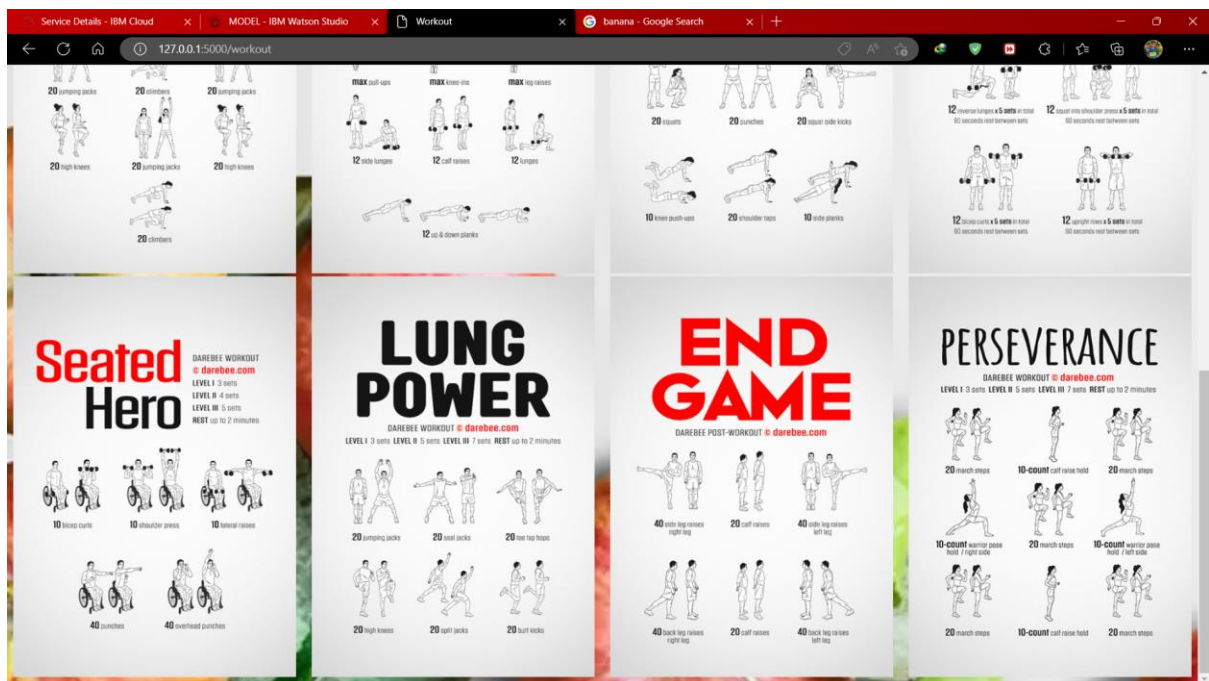 Service Details - IBM Cloud
MODEL - IBM Watson Studio
Workout
banana - Google Search
127.0.0.1:5000/workout
20 jumping jacks
20 climbers
20 jumping jacks
20 high knees
20 jumping jacks
20 high knees
20 climbers
max pull-ups
max knee-ins
max leg raises
12 side lunges
12 calf raises
12 lunges
12 up & down planks
20 squats
20 punches
20 squat side kicks
10 knee push-ups
20 shoulder taps
10 side planks
12 reverse lunges x 5 sets in total
60 seconds rest between sets
12 squat into shoulder press x 5 sets in total
60 seconds rest between sets
12 bicep curls x 5 sets in total
60 seconds rest between sets
12 upright rows x 5 sets in total
60 seconds rest between sets
Seated
Hero
DAREBEE WORKOUT
© darebee.com
LEVEL I 3 sets
LEVEL II 4 sets
LEVEL III 5 sets
REST up to 2 minutes
10 bicep curls
10 shoulder press
10 lateral raises
40 punches
40 overhead punches
LUNG
POWER
DAREBEE WORKOUT © darebee.com
LEVEL I 3 sets LEVEL II 5 sets LEVEL III 7 sets REST up to 2 minutes
20 jumping jacks
20 seal jacks
20 toe tap hops
20 high knees
20 split jacks
20 butt kicks
END
GAME
DAREBEE POST-WORKOUT © darebee.com
40 side leg raises
right leg
20 calf raises
40 side leg raises
left leg
40 back leg raises
right leg
20 calf raises
40 back leg raises
left leg
PERSEVERANCE
DAREBEE WORKOUT © darebee.com
LEVEL I 3 sets LEVEL II 5 sets LEVEL III 7 sets REST up to 2 minutes
20 march steps
10-count calf raise hold
20 march steps
10-count warrior pose
hold / right side
20 march steps
10-count warrior pose
hold / left side
20 march steps
10-count calf raise hold
20 march steps